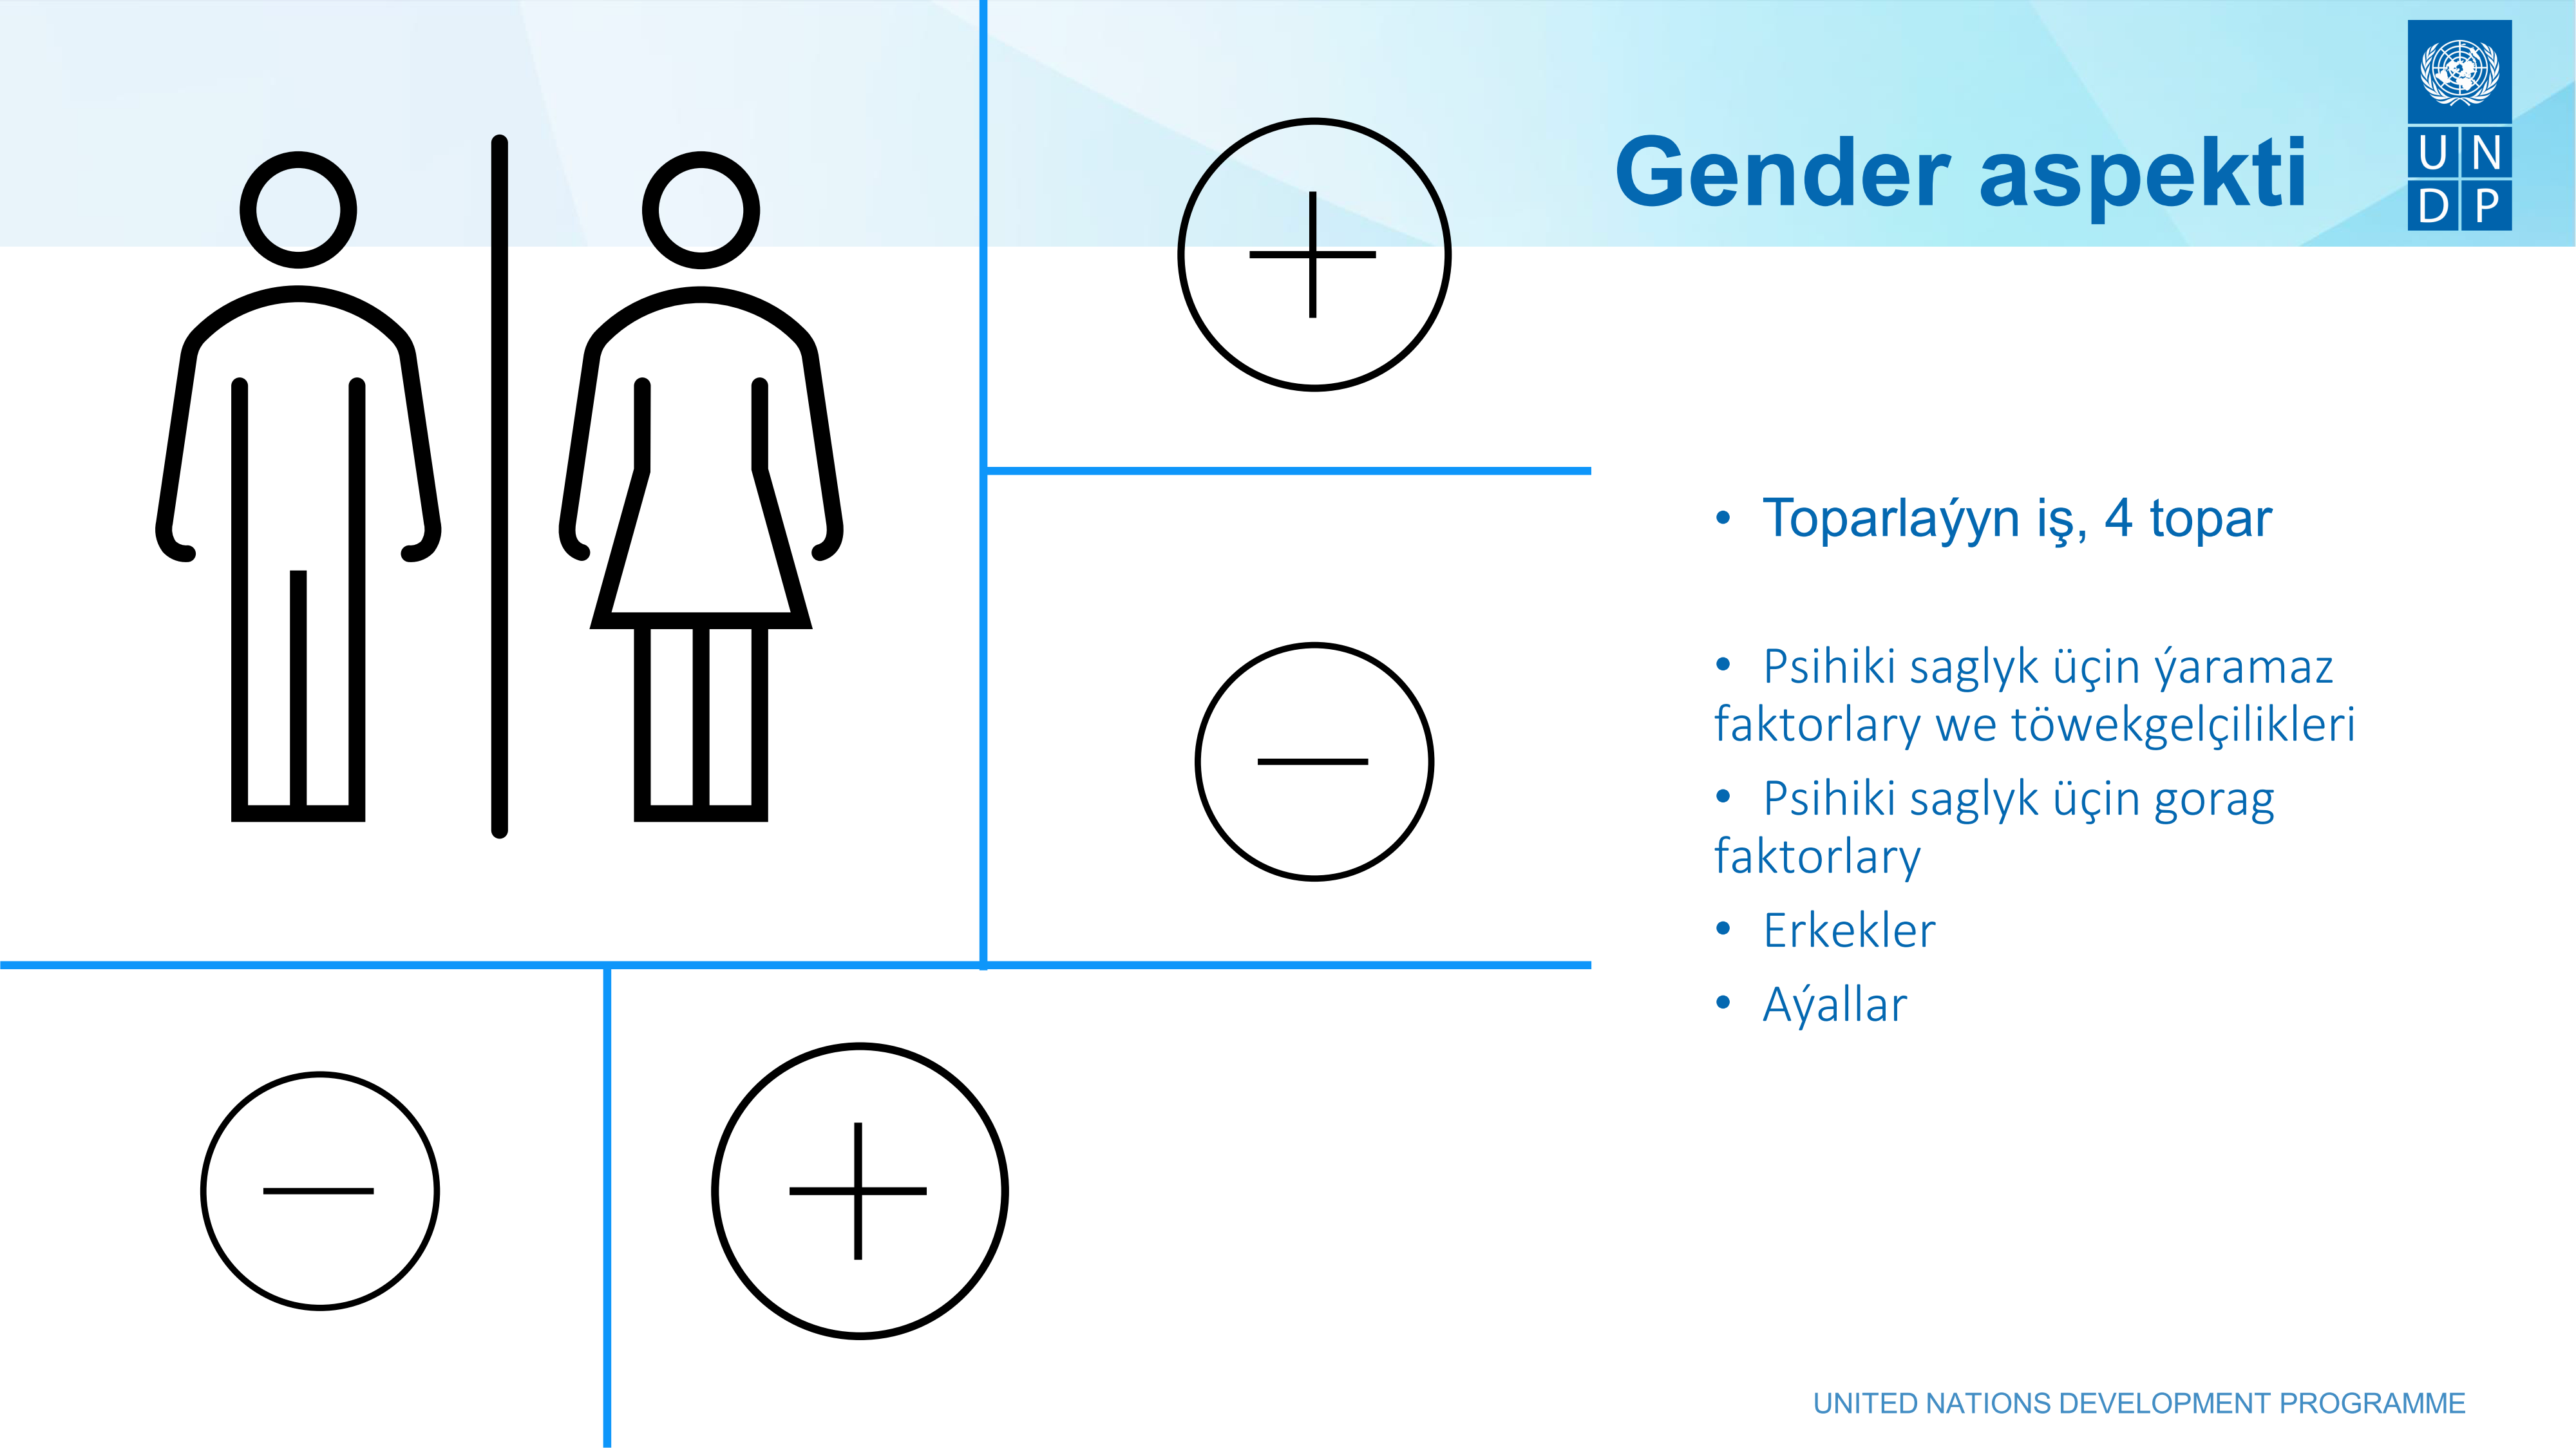 Gender aspekti
U N
D P
• Toparlaýyn iş, 4 topar
• Psihiki saglyk üçin ýaramaz
faktorlary we töwekgelçilikleri
• Psihiki saglyk üçin gorag
faktorlary
• Erkekler
• Aýallar
UNITED NATIONS DEVELOPMENT PROGRAMME